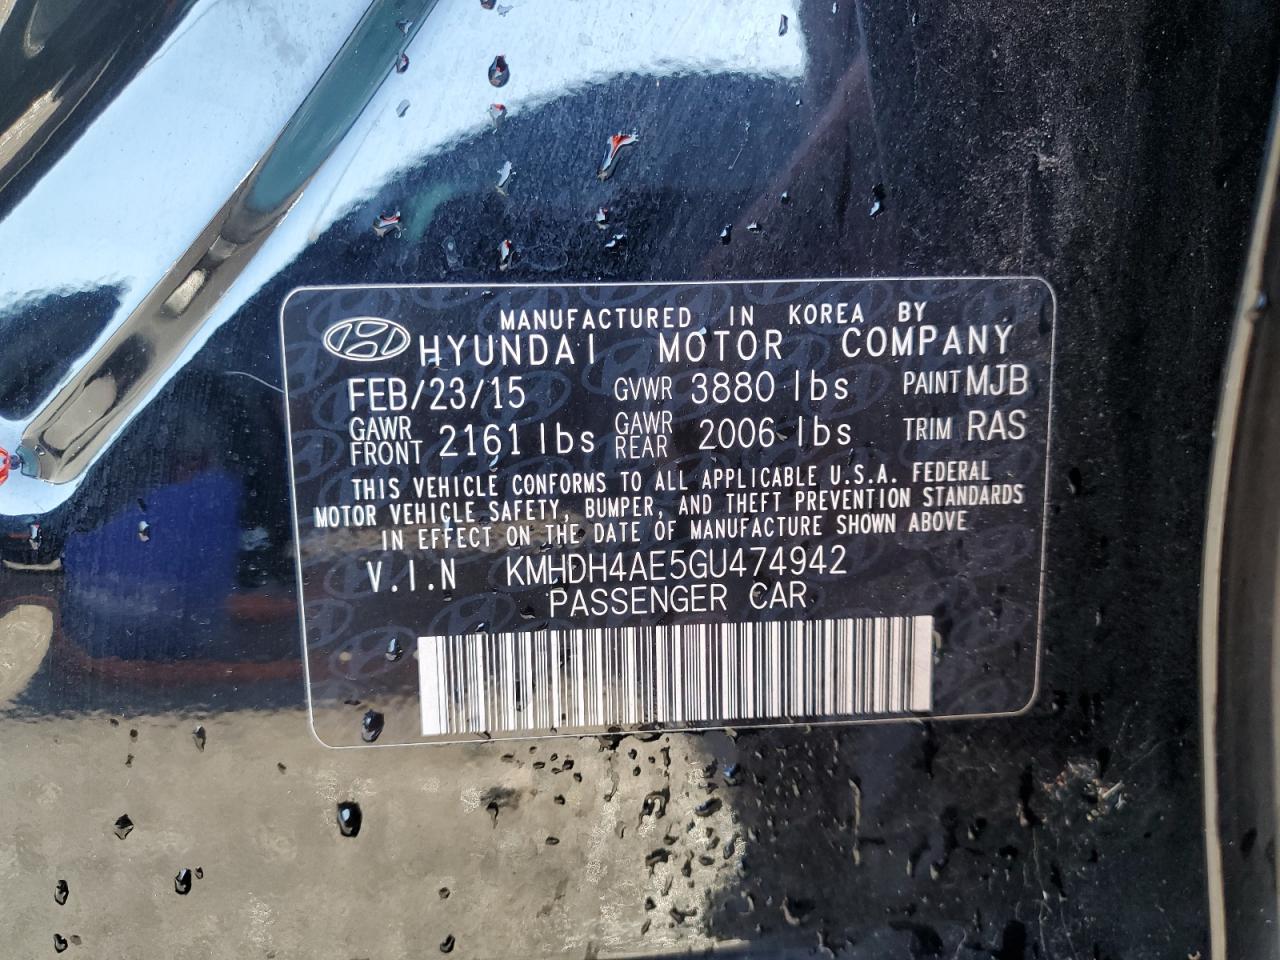 MANUFACTURED IN KOREA BY
HYUNDAI MOTOR COMPANY
FEB/23/15 GVWR 3880 lbs PAINT MJB
GAWR FRONT 2161 lbs GAWR REAR 2006 lbs TRIM RAS
THIS VEHICLE CONFORMS TO ALL APPLICABLE U.S.A. FEDERAL
MOTOR VEHICLE SAFETY, BUMPER, AND THEFT PREVENTION STANDARDS
IN EFFECT ON THE DATE OF MANUFACTURE SHOWN ABOVE
V.I.N KMHDH4AE5GU474942
PASSENGER CAR